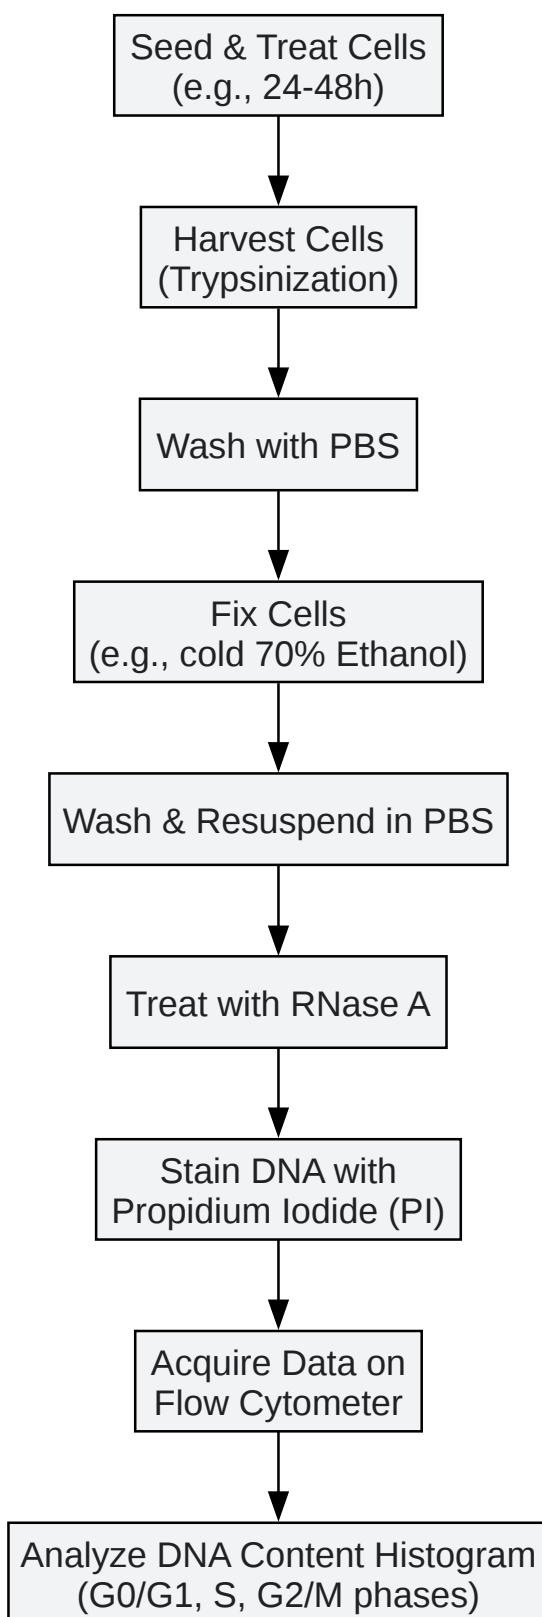 Seed & Treat Cells
(e.g., 24-48h)
Harvest Cells
(Trypsinization)
Wash with PBS
Fix Cells
(e.g., cold 70% Ethanol)
Wash & Resuspend in PBS
Treat with RNase A
Stain DNA with
Propidium Iodide (PI)
Acquire Data on
Flow Cytometer
Analyze DNA Content Histogram
(G0/G1, S, G2/M phases)